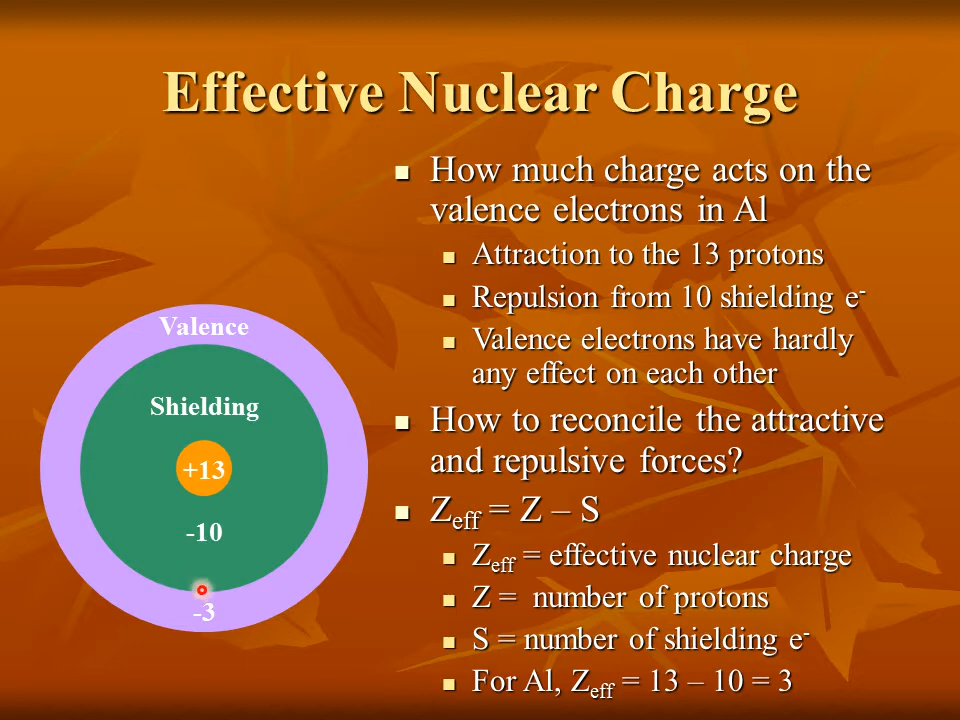 Effective Nuclear Charge
How much charge acts on the
valence electrons in Al
Attraction to the 13 protons
Repulsion from 10 shielding e-
Valence electrons have hardly
any effect on each other
How to reconcile the attractive
and repulsive forces?
Zeff = Z – S
Zeff = effective nuclear charge
Z = number of protons
S = number of shielding e-
For Al, Zeff = 13 – 10 = 3
Valence
Shielding
+13
-10
-3